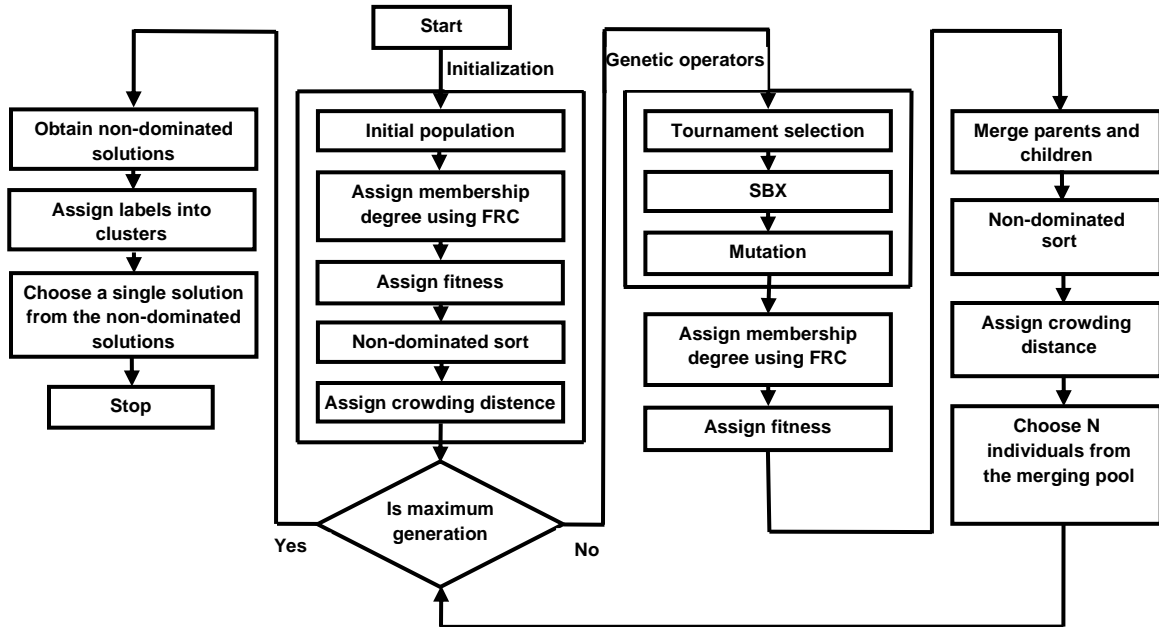 Start
Initialization
Initial population
Assign membership
degree using FRC
Assign fitness
Non-dominated sort
Assign crowding distence
Is maximum
generation
Yes
No
Obtain non-dominated
solutions
Assign labels into
clusters
Choose a single solution
from the non-dominated
solutions
Stop
Genetic operators
Tournament selection
SBX
Mutation
Assign membership
degree using FRC
Assign fitness
Merge parents and
children
Non-dominated
sort
Assign crowding
distance
Choose N
individuals from
the merging pool